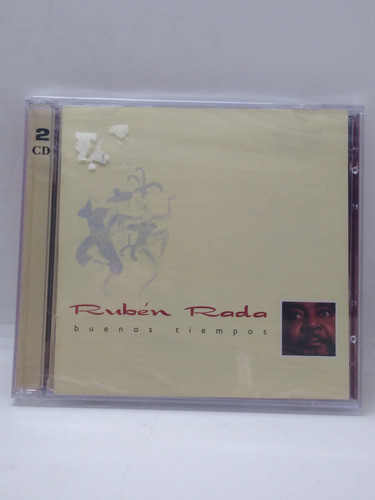 2
CD
Rubén Rada
buenos tiempos